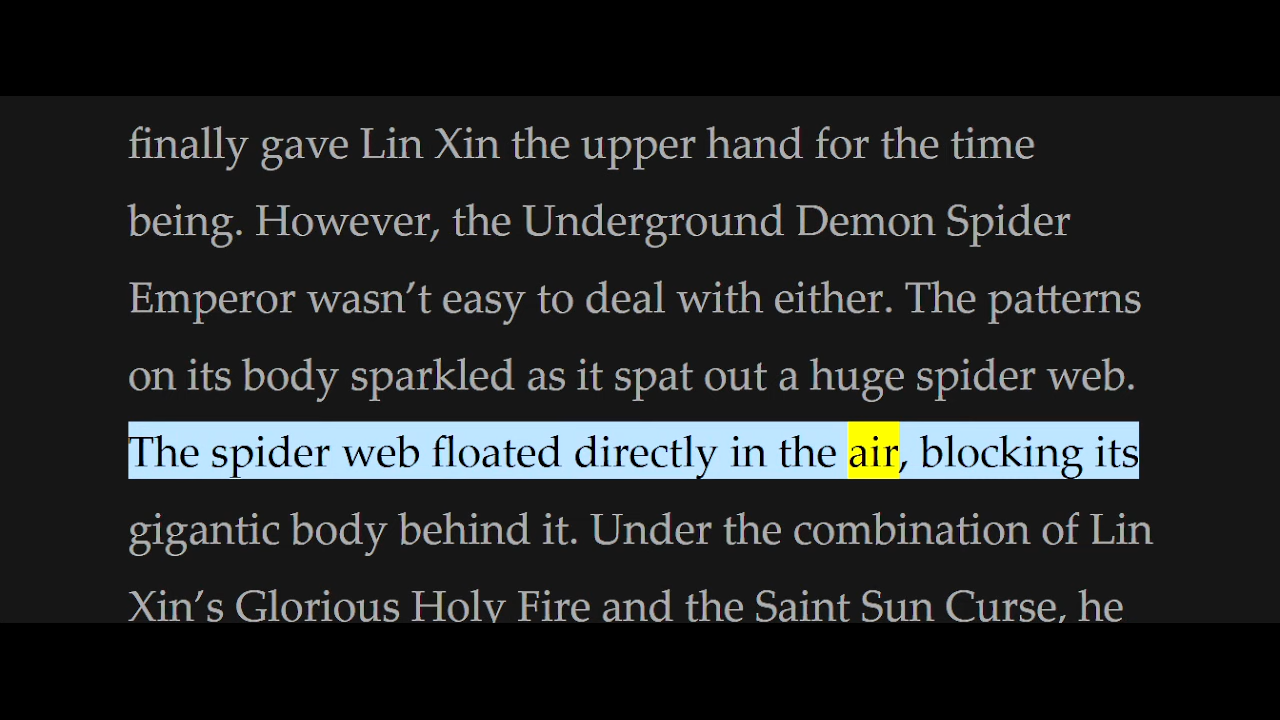 finally gave Lin Xin the upper hand for the time
being. However, the Underground Demon Spider
Emperor wasn’t easy to deal with either. The patterns
on its body sparkled as it spat out a huge spider web.
The spider web floated directly in the air, blocking its
gigantic body behind it. Under the combination of Lin
Xin’s Glorious Holy Fire and the Saint Sun Curse, he